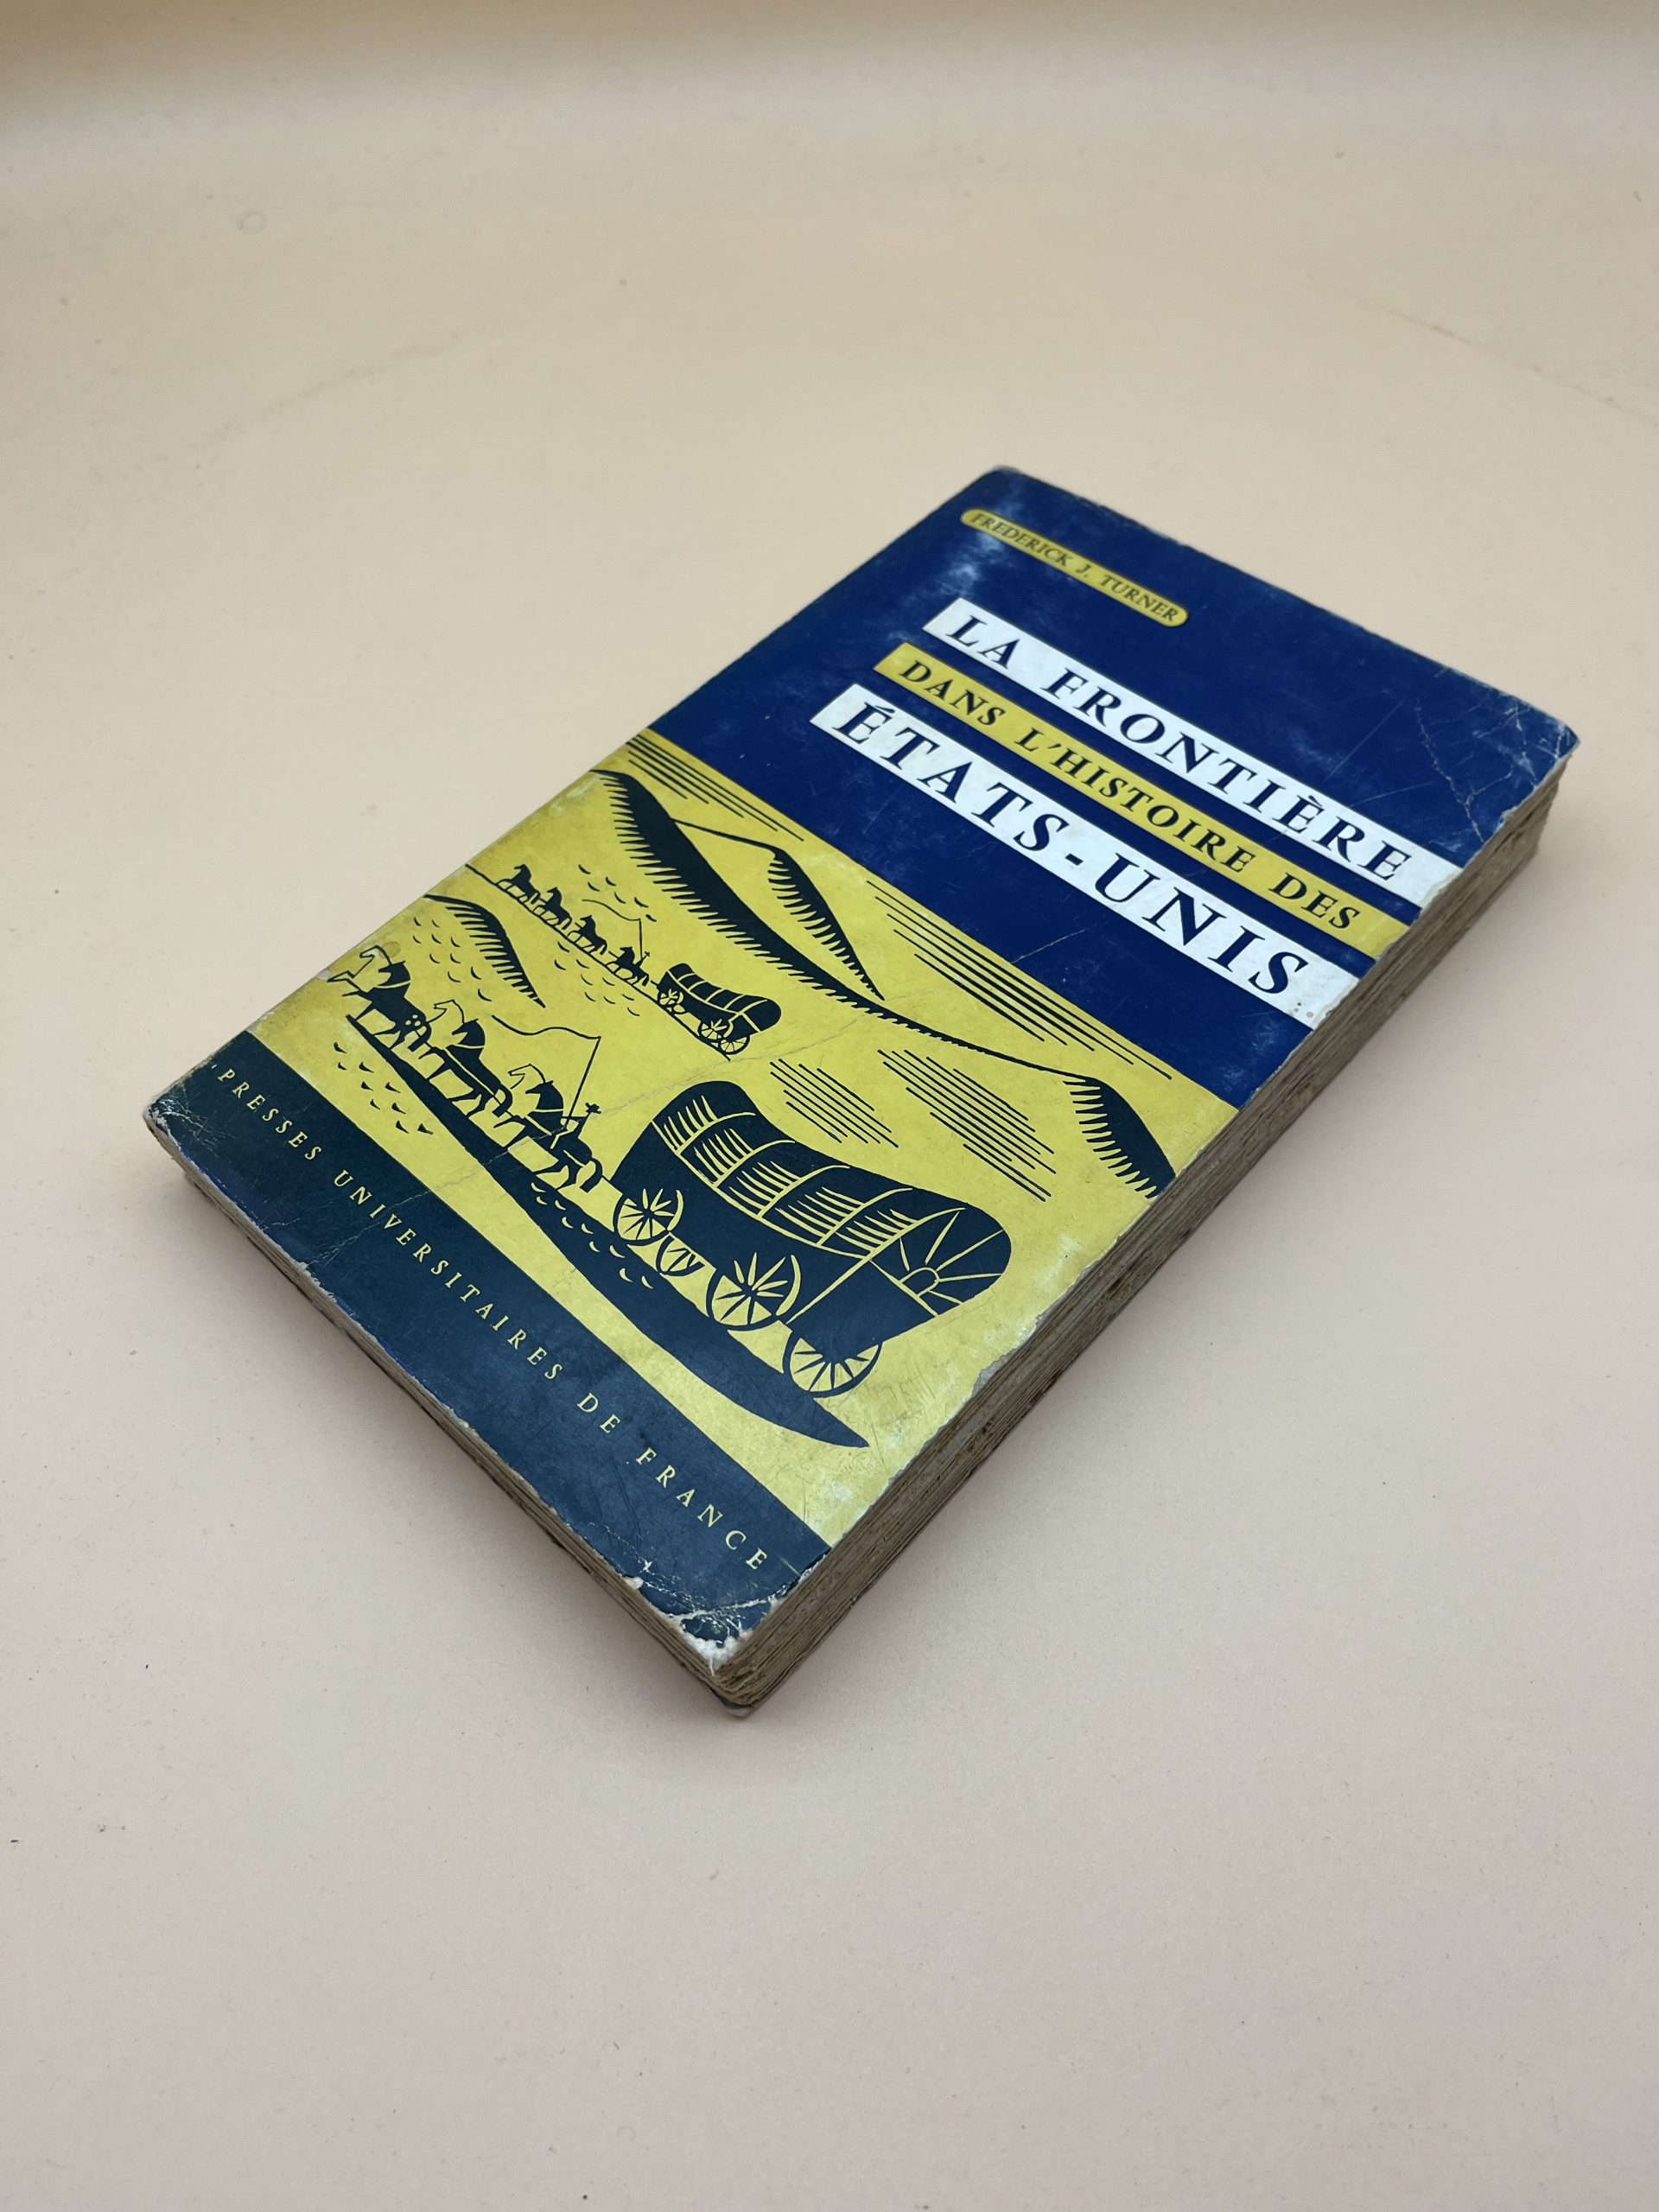 FREDERICK J. TURNER
LA FRONTIÈRE
DANS L'HISTOIRE DES
ÉTATS-UNIS
PRESSES UNIVERSITAIRES DE FRANCE